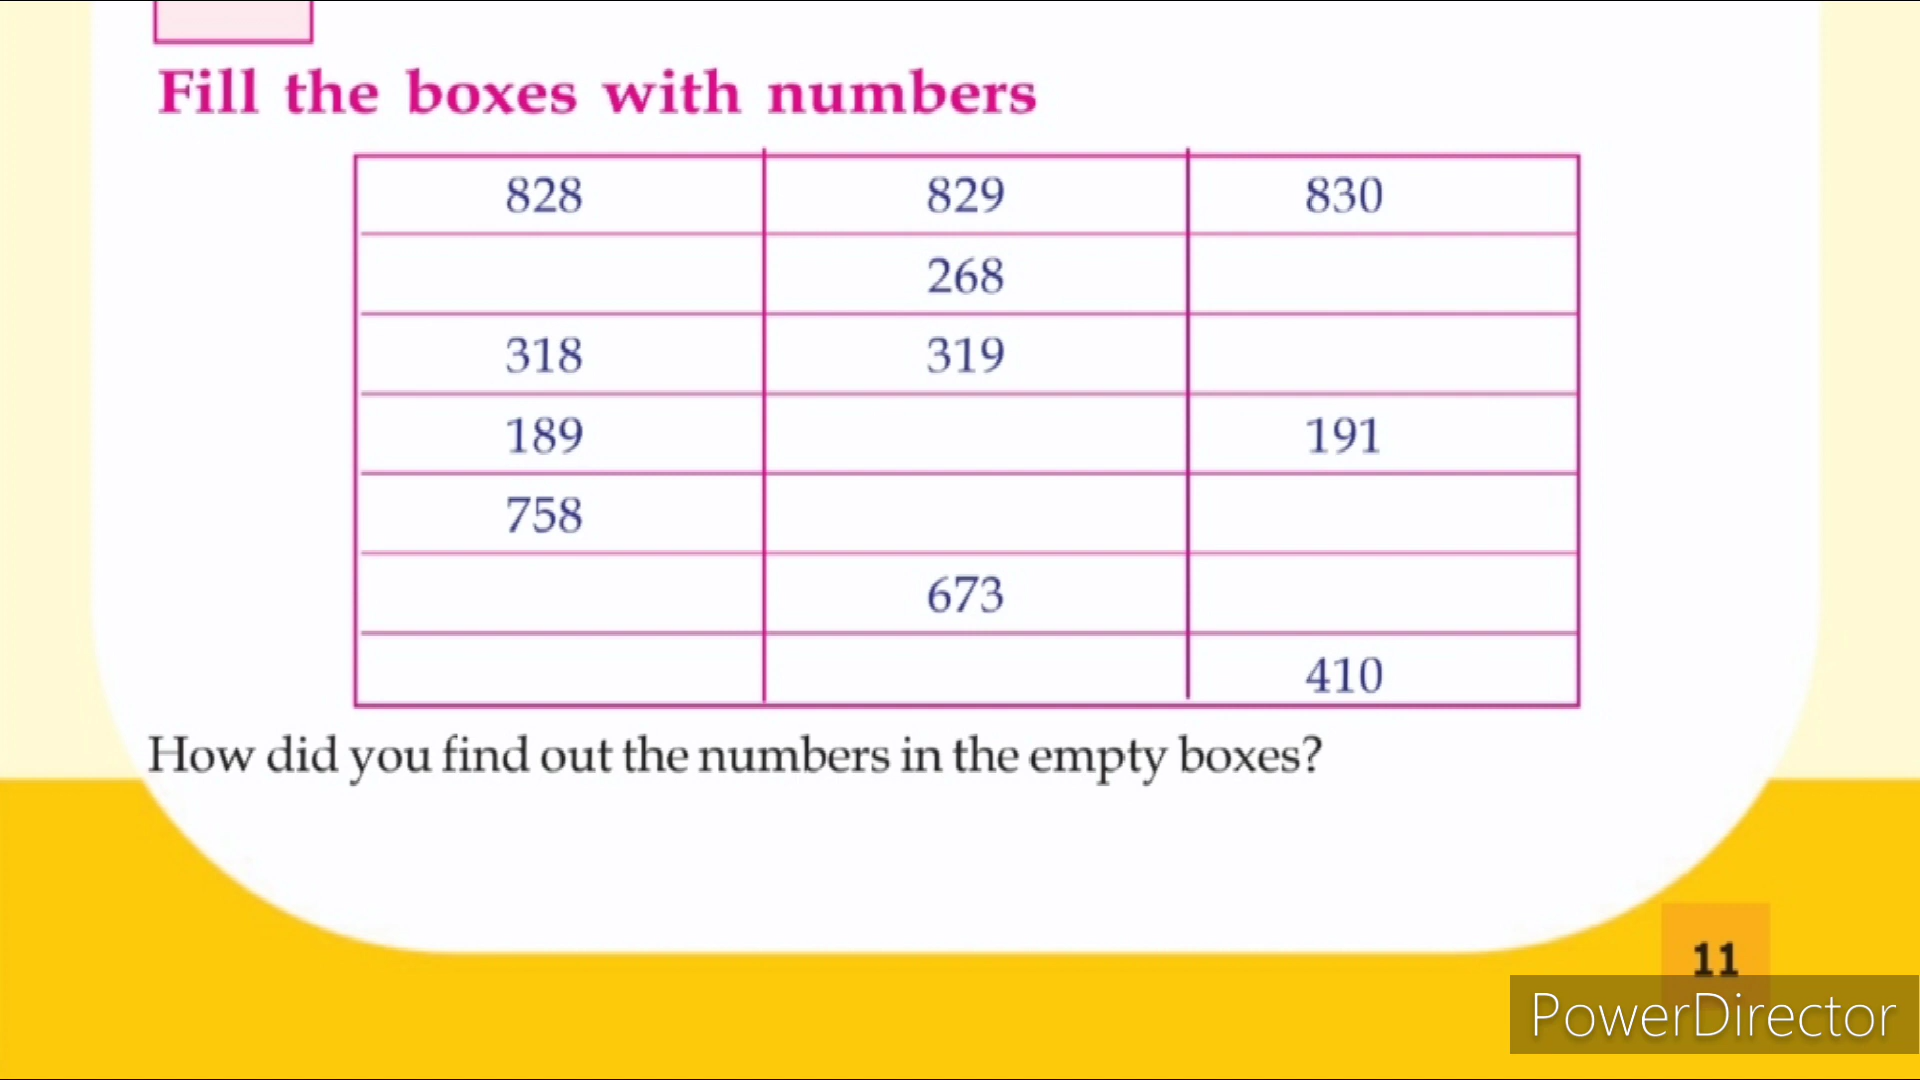 Fill the boxes with numbers
828 829 830
268
318 319
189 191
758
673
410
How did you find out the numbers in the empty boxes?
11
PowerDirector